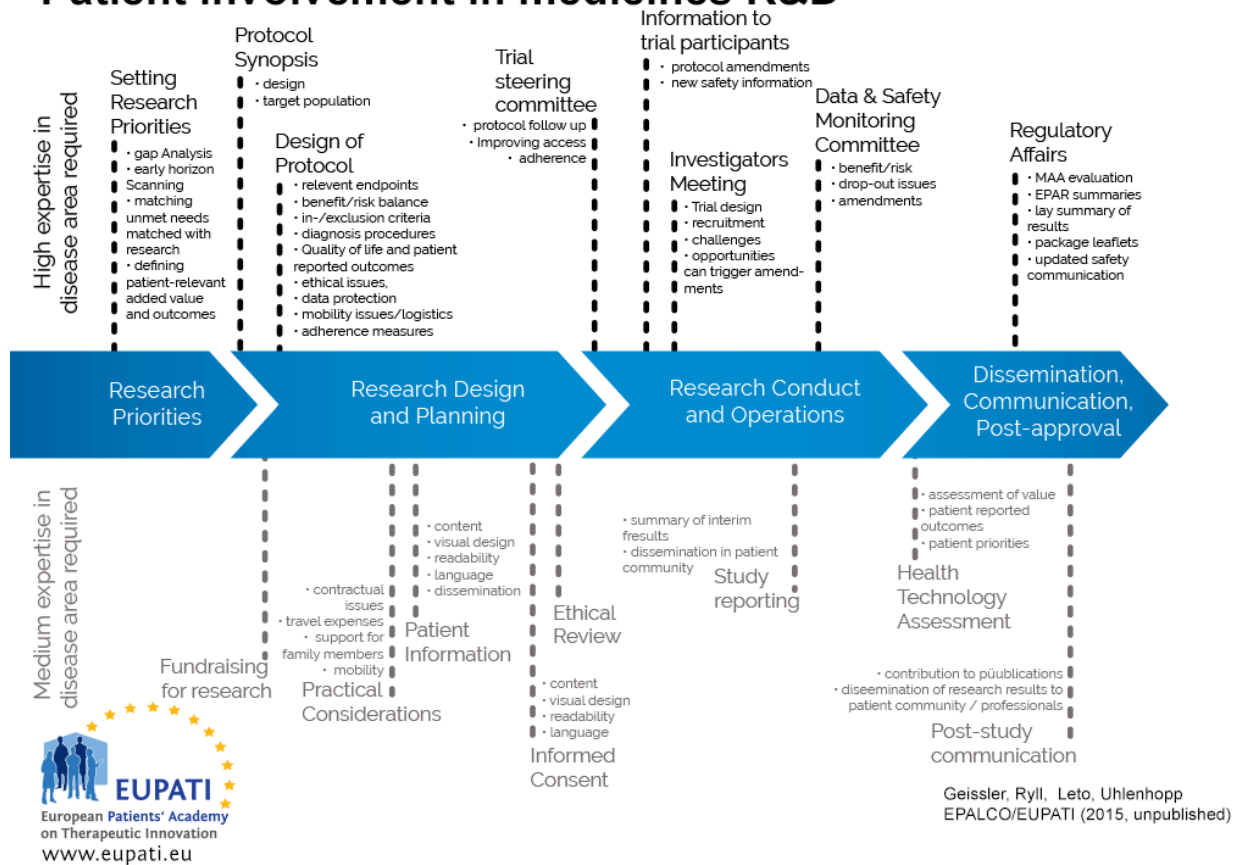 Patient involvement in medicines R&D
High expertise in
disease area required
Setting
Research
Priorities
• gap Analysis
• early horizon
Scanning
• matching
unmet needs
matched with
research
• defining
patient-relevant
added value
and outcomes
Protocol
Synopsis
• design
• target population
Design of
Protocol
• relevent endpoints
• benefit/risk balance
• in-/exclusion criteria
• diagnosis procedures
• Quality of life and patient
reported outcomes
• ethical issues,
• data protection
• mobility issues/logistics
• adherence measures
Trial
steering
committee
• protocol follow up
• Improving access
• adherence
Information to
trial participants
• protocol amendments
• new safety information
Investigators
Meeting
• Trial design
• recruitment
• challenges
• opportunities
can trigger amend-
ments
Data & Safety
Monitoring
Committee
• benefit/risk
• drop-out issues
• amendments
Regulatory
Affairs
• MAA evaluation
• EPAR summaries
• lay summary of
results
• package leaflets
• updated safety
communication
Research
Priorities
Research Design
and Planning
Research Conduct
and Operations
Dissemination,
Communication,
Post-approval
Medium expertise in
disease area required
Fundraising
for research
• contractual
issues
• travel expenses
• support for
family members
• mobility
Practical
Considerations
• content
• visual design
• readability
• language
• dissemination
Patient
Information
Ethical
Review
• content
• visual design
• readability
• language
Informed
Consent
• summary of interim
fresults
• dissemination in patient
community
Study
reporting
• assessment of value
• patient reported
outcomes
• patient priorities
Health
Technology
Assessment
• contribution to püublications
• diseemination of research results to
patient community / professionals
Post-study
communication
EUPATI
European Patients' Academy
on Therapeutic Innovation
www.eupati.eu
Geissler, Ryll, Leto, Uhlenhopp
EPALCO/EUPATI (2015, unpublished)